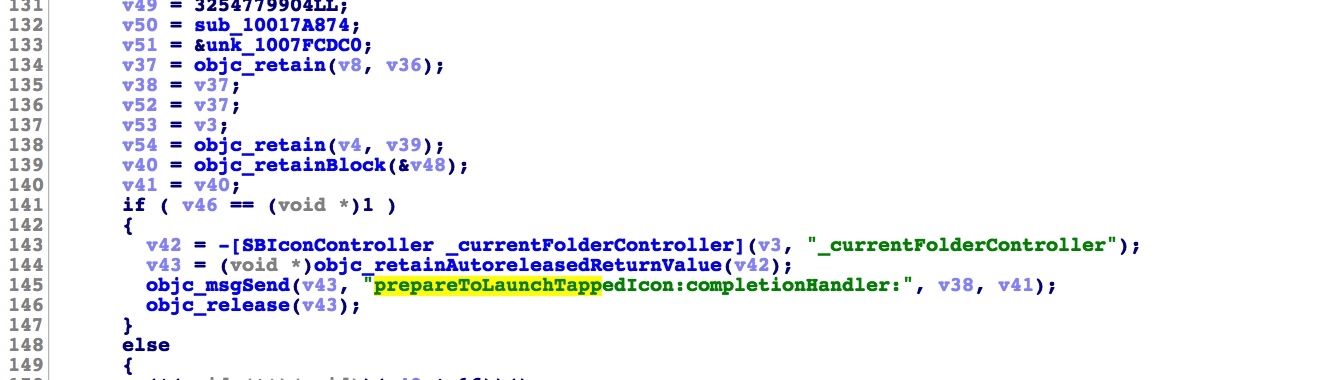 131 v49 = 3254779904LL;
132 v50 = sub_10017A874;
133 v51 = &unk_1007FCDC0;
134 v37 = objc_retain(v8, v36);
135 v38 = v37;
136 v52 = v37;
137 v53 = v3;
138 v54 = objc_retain(v4, v39);
139 v40 = objc_retainBlock(&v48);
140 v41 = v40;
141 if ( v46 == (void *)1 )
142 {
143 v42 = -[SBIconController _currentFolderController](v3, "_currentFolderController");
144 v43 = (void *)objc_retainAutoreleasedReturnValue(v42);
145 objc_msgSend(v43, "prepareToLaunchTappedIcon:completionHandler:", v38, v41);
146 objc_release(v43);
147 }
148 else
149 {